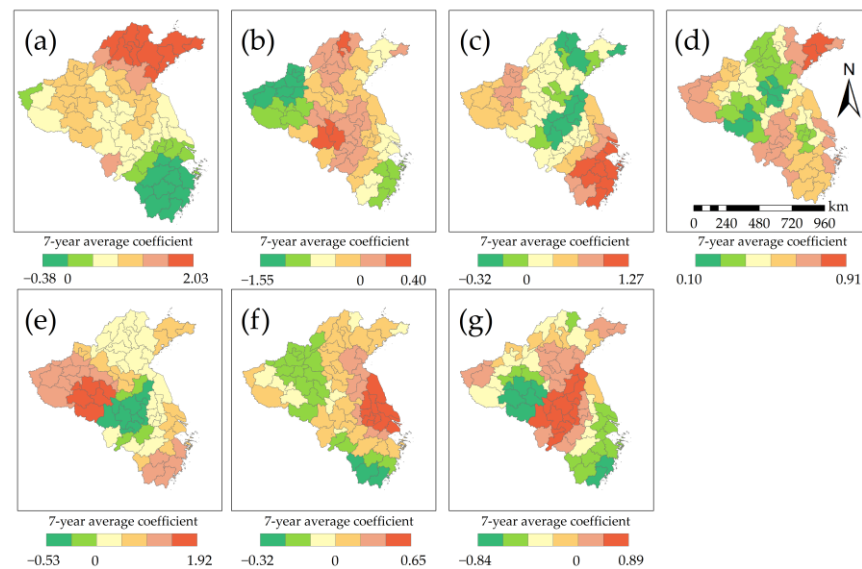 (a)
(b)
(c)
(d)
N
km
0 240 480 720 960
7-year average coefficient
−0.38 0 2.03
7-year average coefficient
−1.55 0 0.40
7-year average coefficient
−0.32 0 1.27
7-year average coefficient
0.10 0.91
(e)
(f)
(g)
7-year average coefficient
−0.53 0 1.92
7-year average coefficient
−0.32 0 0.65
7-year average coefficient
−0.84 0 0.89